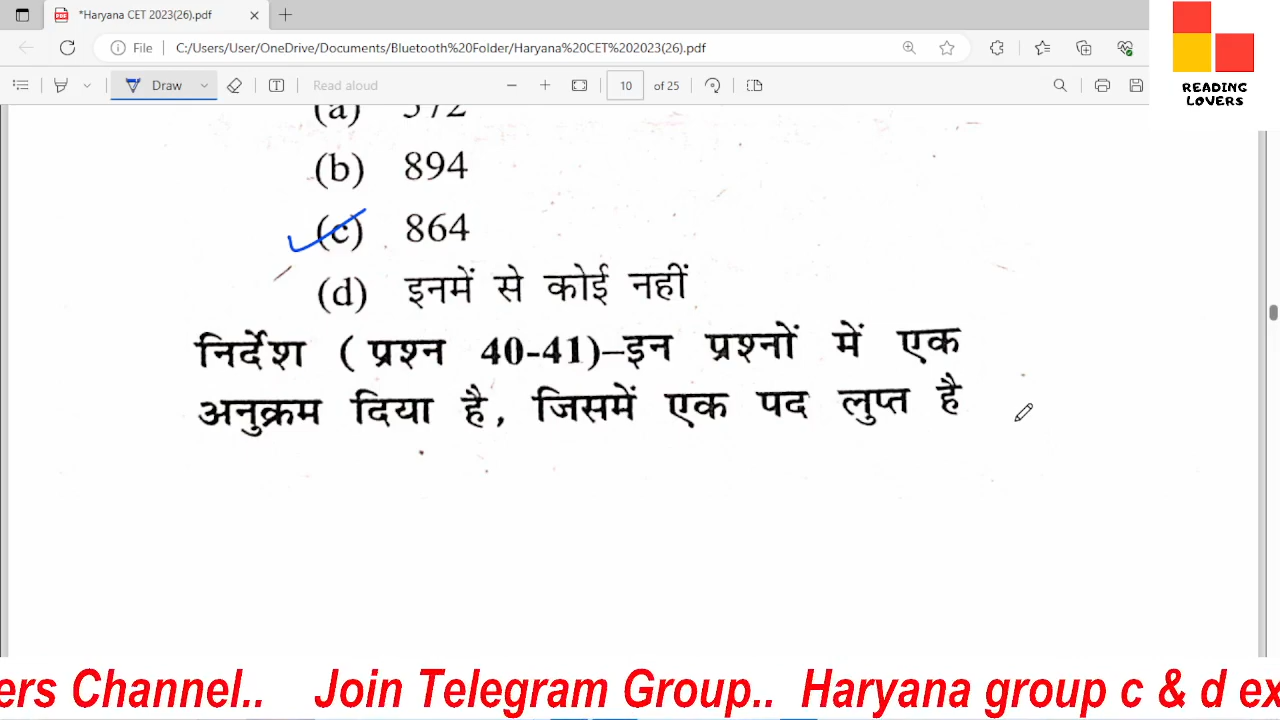 *Haryana CET 2023(26).pdf
File
C:/Users/User/OneDrive/Documents/Bluetooth%20Folder/Haryana%20CET%202023(26).pdf
Draw
Read aloud
10 of 25
READING
LOVERS
(a) 572
(b) 894
(c) 864
(d) इनमें से कोई नहीं
निर्देश ( प्रश्न 40-41)–इन प्रश्नों में एक
अनुक्रम दिया है, जिसमें एक पद लुप्त है
ers Channel.. Join Telegram Group.. Haryana group c & d ex